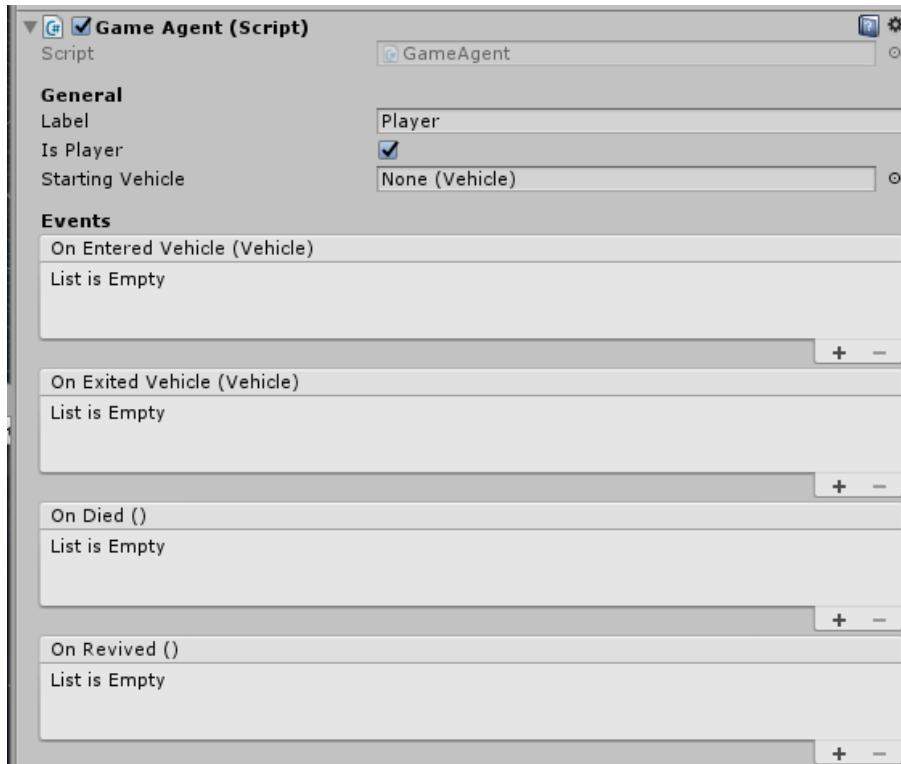 Game Agent (Script)
Script GameAgent
General
Label Player
Is Player
Starting Vehicle None (Vehicle)
Events
On Entered Vehicle (Vehicle)
List is Empty
+ −
On Exited Vehicle (Vehicle)
List is Empty
+ −
On Died ()
List is Empty
+ −
On Revived ()
List is Empty
+ −